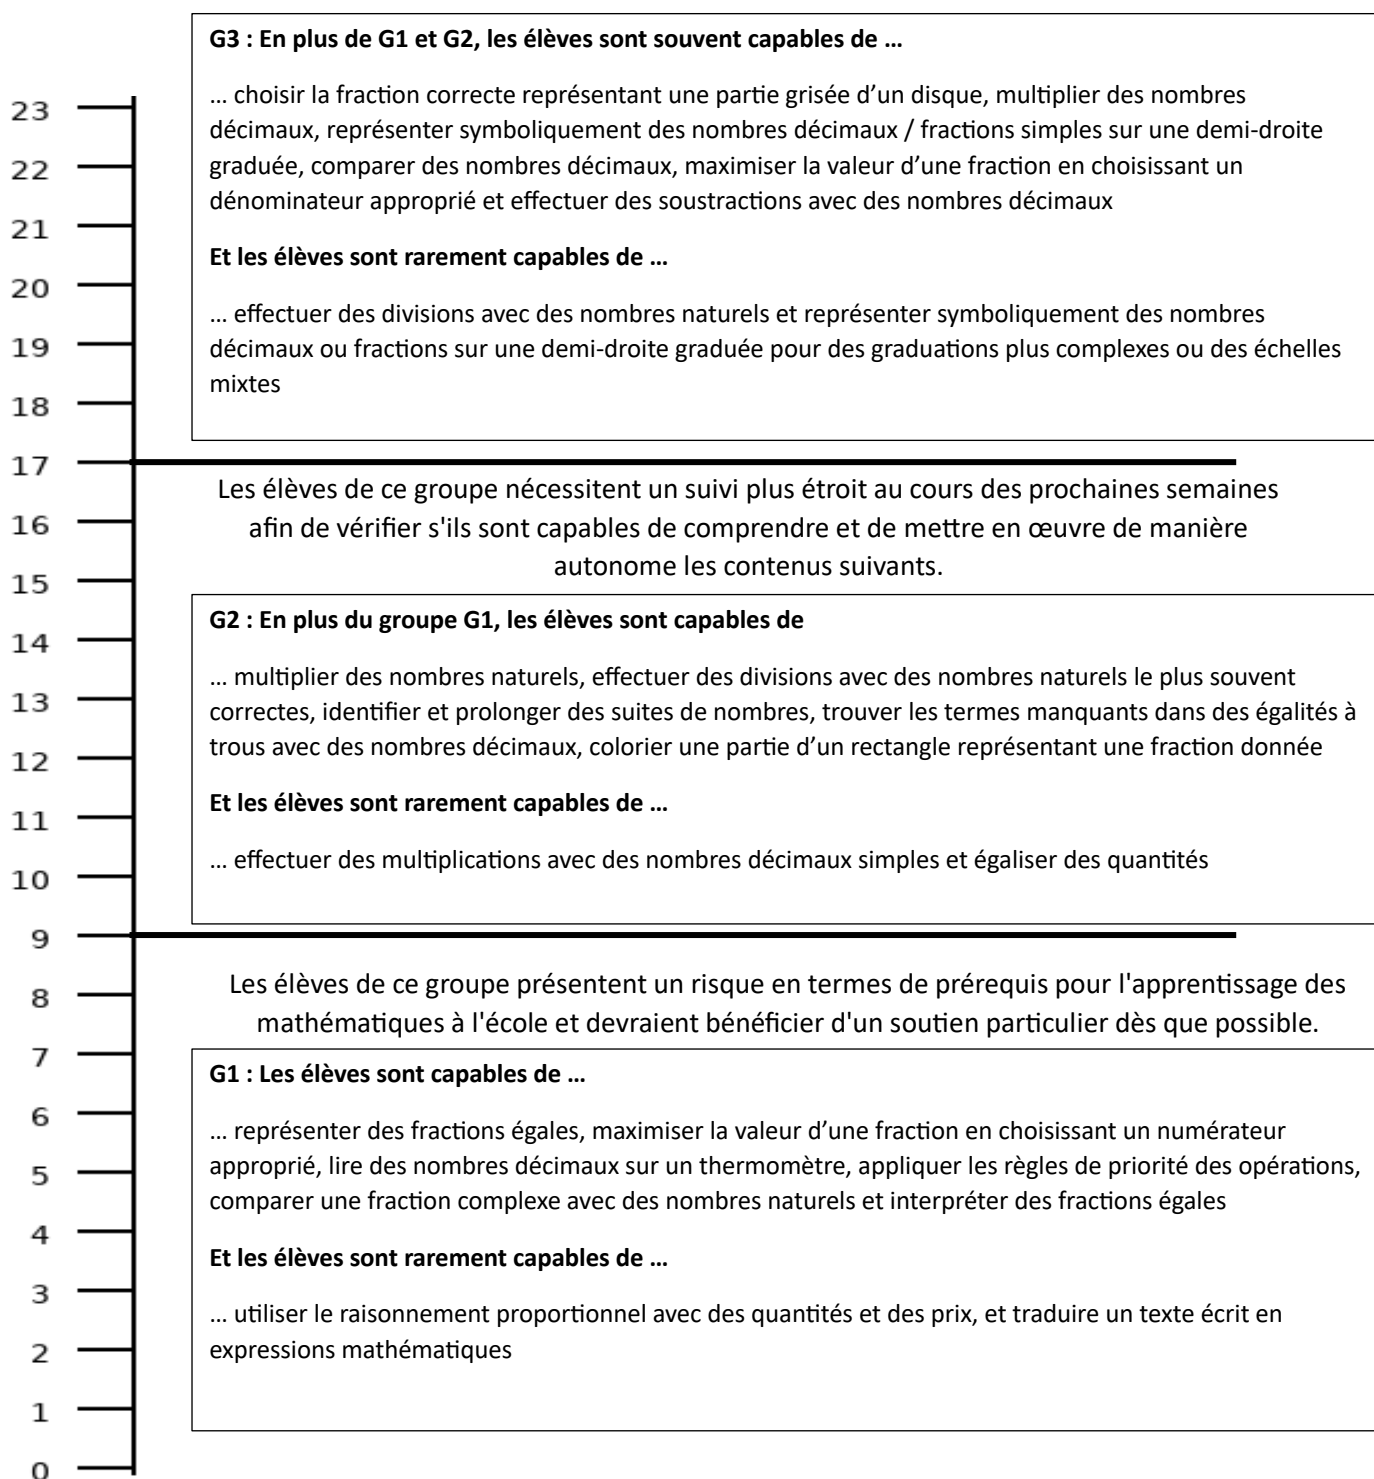 G3 : En plus de G1 et G2, les élèves sont souvent capables de …
… choisir la fraction correcte représentant une partie grisée d’un disque, multiplier des nombres
décimaux, représenter symboliquement des nombres décimaux / fractions simples sur une demi-droite
graduée, comparer des nombres décimaux, maximiser la valeur d’une fraction en choisissant un
dénominateur approprié et effectuer des soustractions avec des nombres décimaux
Et les élèves sont rarement capables de …
… effectuer des divisions avec des nombres naturels et représenter symboliquement des nombres
décimaux ou fractions sur une demi-droite graduée pour des graduations plus complexes ou des échelles
mixtes
23
22
21
20
19
18
17
Les élèves de ce groupe nécessitent un suivi plus étroit au cours des prochaines semaines
afin de vérifier s'ils sont capables de comprendre et de mettre en œuvre de manière
autonome les contenus suivants.
G2 : En plus du groupe G1, les élèves sont capables de
… multiplier des nombres naturels, effectuer des divisions avec des nombres naturels le plus souvent
correctes, identifier et prolonger des suites de nombres, trouver les termes manquants dans des égalités à
trous avec des nombres décimaux, colorier une partie d’un rectangle représentant une fraction donnée
Et les élèves sont rarement capables de …
… effectuer des multiplications avec des nombres décimaux simples et égaliser des quantités
16
15
14
13
12
11
10
9
Les élèves de ce groupe présentent un risque en termes de prérequis pour l'apprentissage des
mathématiques à l'école et devraient bénéficier d'un soutien particulier dès que possible.
G1 : Les élèves sont capables de …
… représenter des fractions égales, maximiser la valeur d’une fraction en choisissant un numérateur
approprié, lire des nombres décimaux sur un thermomètre, appliquer les règles de priorité des opérations,
comparer une fraction complexe avec des nombres naturels et interpréter des fractions égales
Et les élèves sont rarement capables de …
… utiliser le raisonnement proportionnel avec des quantités et des prix, et traduire un texte écrit en
expressions mathématiques
8
7
6
5
4
3
2
1
0